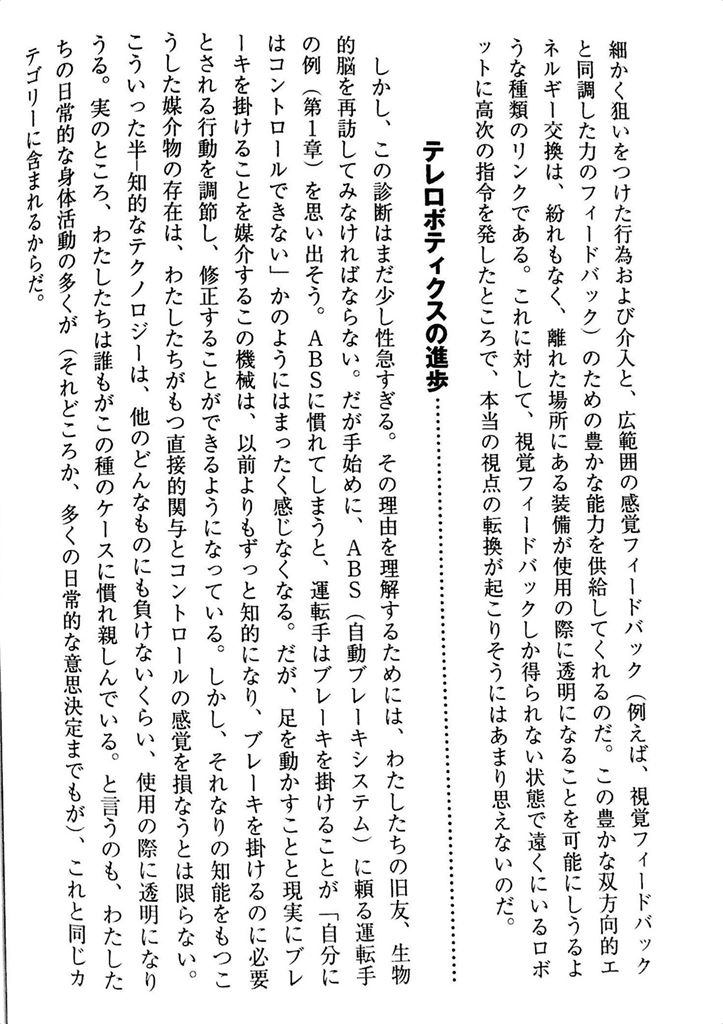 細かく狙いをつけた行為および介入と、広範囲の感覚フィードバック（例えば、視覚フィードバック
と同調した力のフィードバック）のための豊かな能力を供給してくれるのだ。この豊かな双方向的エ
ネルギー交換は、紛れもなく、離れた場所にある装備が使用の際に透明になることを可能にしうるよ
うな種類のリンクである。これに対して、視覚フィードバックしか得られない状態で遠くにいるロボ
ットに高次の指令を発したところで、本当の視点の転換が起こりそうにはあまり思えないのだ。
テレロボティクスの進歩
しかし、この診断はまだ少し性急すぎる。その理由を理解するためには、わたしたちの旧友、生物
的脳を再訪してみなければならない。だが手始めに、ABS（自動ブレーキシステム）に頼る運転手
の例（第1章）を思い出そう。ABSに慣れてしまうと、運転手はブレーキを掛けることが「自分に
はコントロールできない」かのようにはまったく感じなくなる。だが、足を動かすことと現実にブレ
ーキを掛けることを媒介するこの機械は、以前よりもずっと知的になり、ブレーキを掛けるのに必要
とされる行動を調節し、修正することができるようになっている。しかし、それなりの知能をもつこ
うした媒介物の存在は、わたしたちがもつ直接的関与とコントロールの感覚を損なうとは限らない。
こういった半─知的なテクノロジーは、他のどんなものにも負けないくらい、使用の際に透明になり
うる。実のところ、わたしたちは誰もがこの種のケースに慣れ親しんでいる。と言うのも、わたした
ちの日常的な身体活動の多くが（それどころか、多くの日常的な意思決定までもが）、これと同じカ
テゴリーに含まれるからだ。